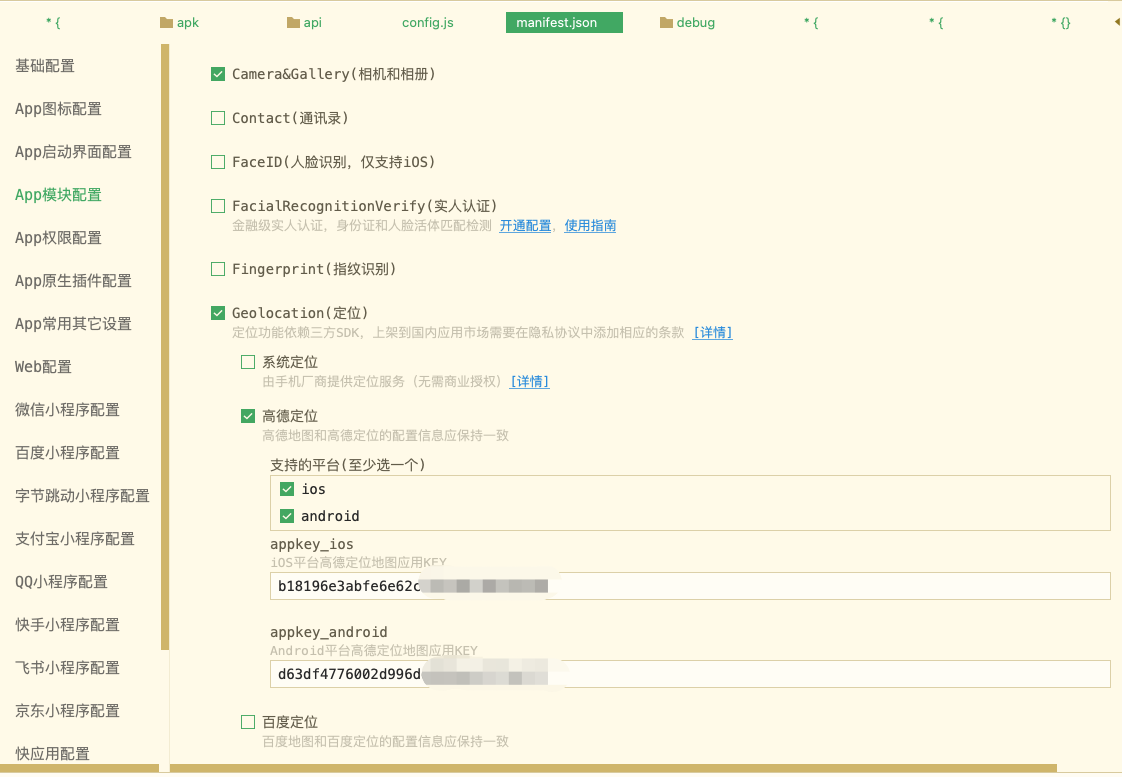 * {
apk
api
config.js
manifest.json
debug
* {
* {
* {}
基础配置
App图标配置
App启动界面配置
App模块配置
App权限配置
App原生插件配置
App常用其它设置
Web配置
微信小程序配置
百度小程序配置
字节跳动小程序配置
支付宝小程序配置
QQ小程序配置
快手小程序配置
飞书小程序配置
京东小程序配置
快应用配置
Camera&Gallery(相机和相册)
Contact(通讯录)
FaceID(人脸识别，仅支持iOS)
FacialRecognitionVerify(实人认证)
金融级实人认证，身份证和人脸活体匹配检测 开通配置，使用指南
Fingerprint(指纹识别)
Geolocation(定位)
定位功能依赖三方SDK，上架到国内应用市场需要在隐私协议中添加相应的条款 [详情]
系统定位
由手机厂商提供定位服务（无需商业授权）[详情]
高德定位
高德地图和高德定位的配置信息应保持一致
支持的平台(至少选一个)
ios
android
appkey_ios
iOS平台高德定位地图应用KEY
b18196e3abfe6e62c
appkey_android
Android平台高德定位地图应用KEY
d63df4776002d996d
百度定位
百度地图和百度定位的配置信息应保持一致